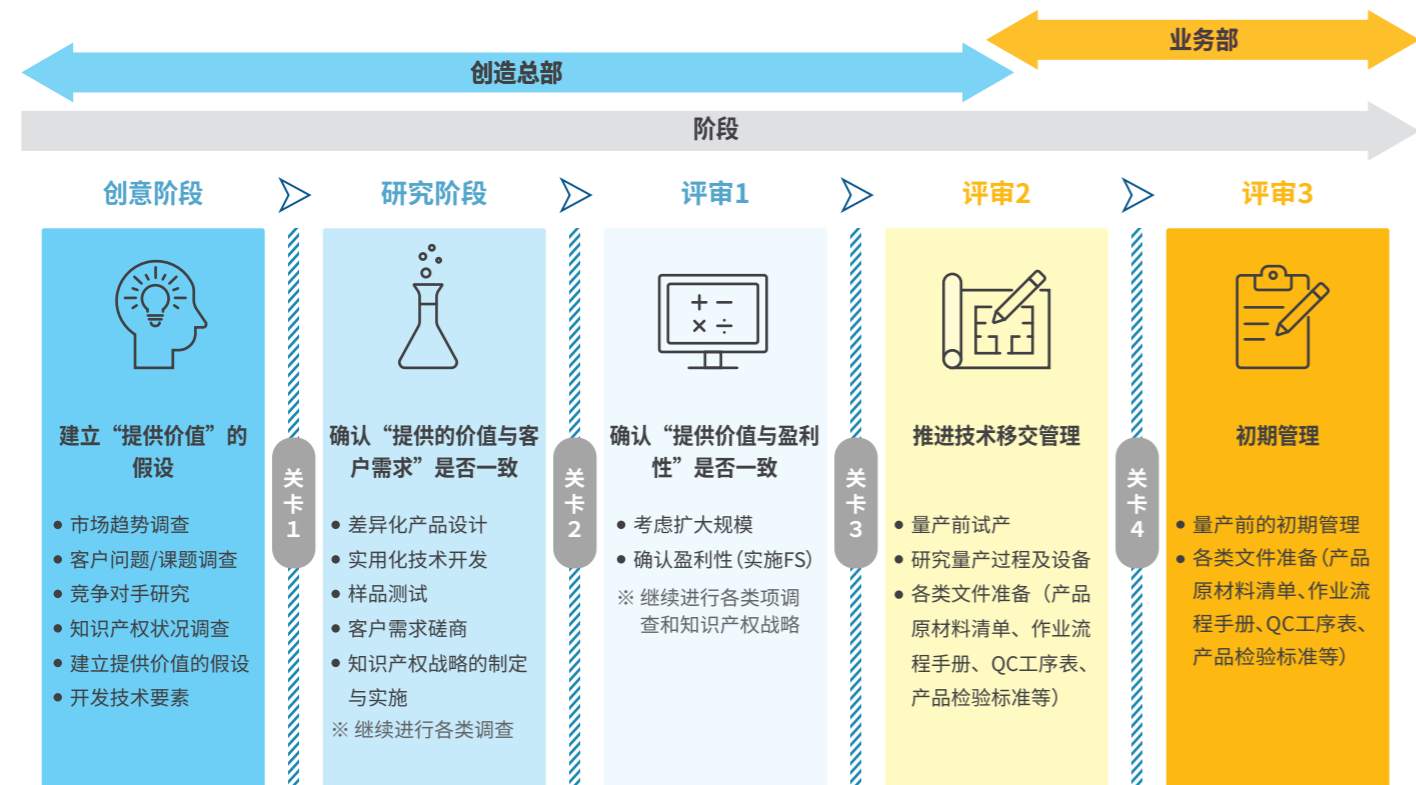 业务部
创造总部
阶段
创意阶段
研究阶段
评审1
评审2
评审3
建立“提供价值”的
假设
• 市场趋势调查
• 客户问题/课题调查
• 竞争对手研究
• 知识产权状况调查
• 建立提供价值的假设
• 开发技术要素
关卡1
确认“提供的价值与客
户需求”是否一致
• 差异化产品设计
• 实用化技术开发
• 样品测试
• 客户需求磋商
• 知识产权战略的制定
与实施
※ 继续进行各类调查
关卡2
确认“提供价值与盈利
性”是否一致
• 考虑扩大规模
• 确认盈利性(实施FS)
※ 继续进行各类项调
查和知识产权战略
关卡3
推进技术移交管理
• 量产前试产
• 研究量产过程及设备
• 各类文件准备（产品
原材料清单、作业流
程手册、QC工序表、
产品检验标准等）
关卡4
初期管理
• 量产前的初期管理
• 各类文件准备（产品
原材料清单、作业流
程手册、QC工序表、
产品检验标准等）